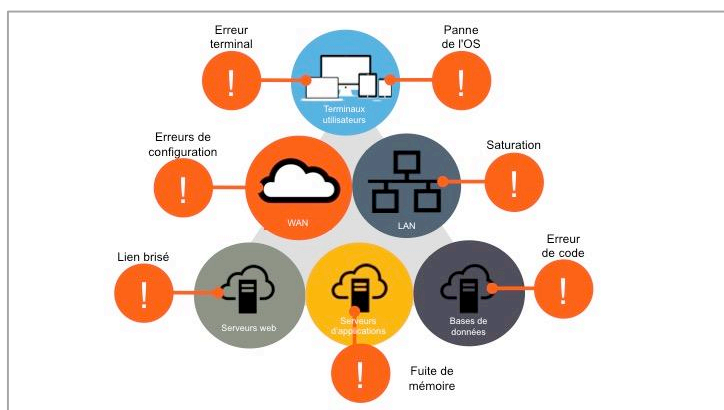 Erreur
terminal
Panne
de l'OS
Terminaux
utilisateurs
Erreurs de
configuration
Saturation
WAN
LAN
Lien brisé
Erreur
de code
Serveurs web
Serveurs
d'applications
Bases de
données
Fuite de
mémoire
!
!
!
!
!
!
!